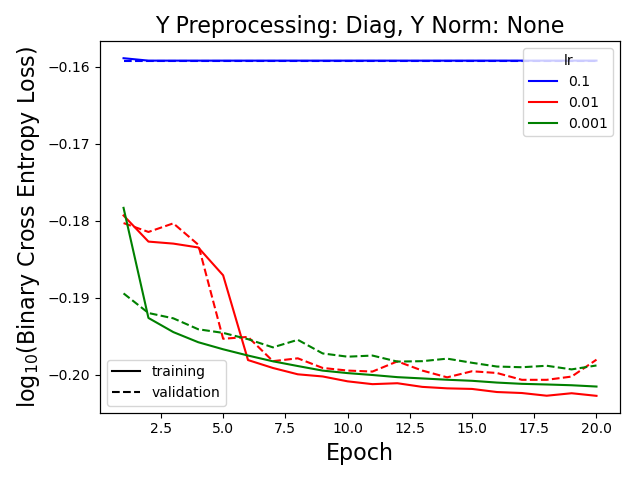 Y Preprocessing: Diag, Y Norm: None
log₁₀(Binary Cross Entropy Loss)
−0.16
−0.17
−0.18
−0.19
−0.20
lr
0.1
0.01
0.001
training
validation
2.5 5.0 7.5 10.0 12.5 15.0 17.5 20.0
Epoch